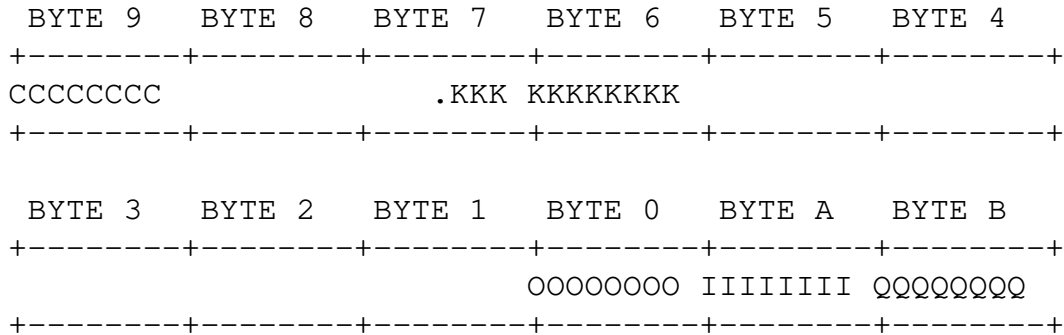 BYTE 9 BYTE 8 BYTE 7 BYTE 6 BYTE 5 BYTE 4
+--------+--------+--------+--------+--------+--------+
CCCCCCCC .KKK KKKKKKKK
+--------+--------+--------+--------+--------+--------+
BYTE 3 BYTE 2 BYTE 1 BYTE 0 BYTE A BYTE B
+--------+--------+--------+--------+--------+--------+
OOOOOOOO IIIIIIII QQQQQQQQ
+--------+--------+--------+--------+--------+--------+